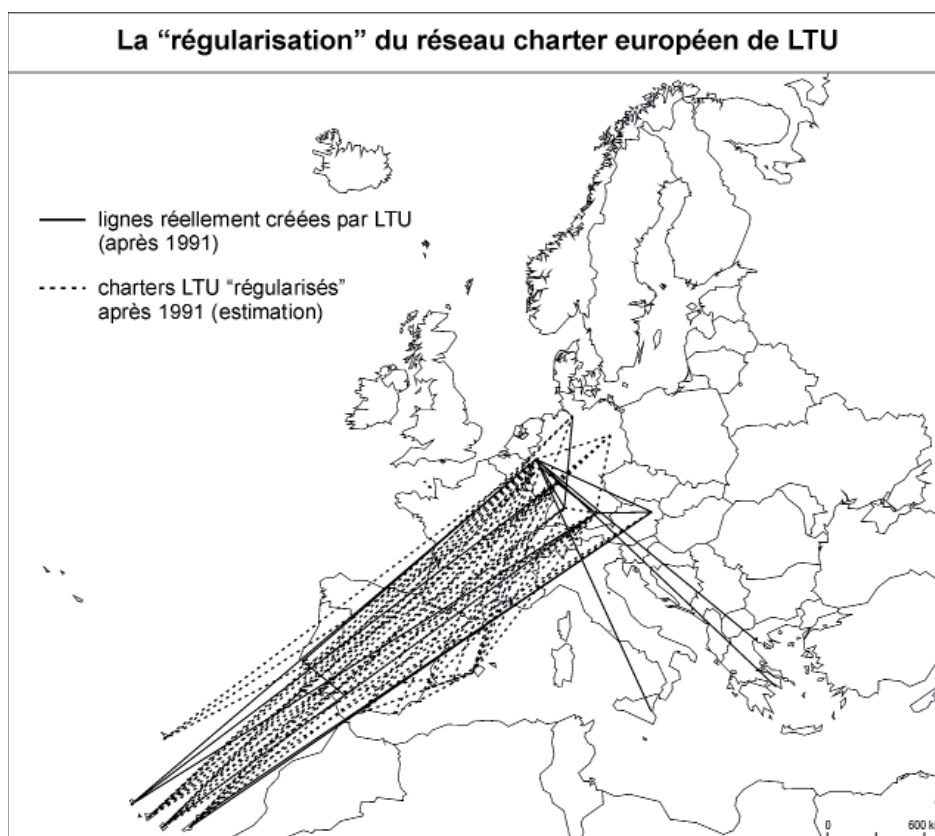 La “régularisation” du réseau charter européen de LTU
lignes réellement créées par LTU
(après 1991)
charters LTU “régularisés”
après 1991 (estimation)
0 600 k